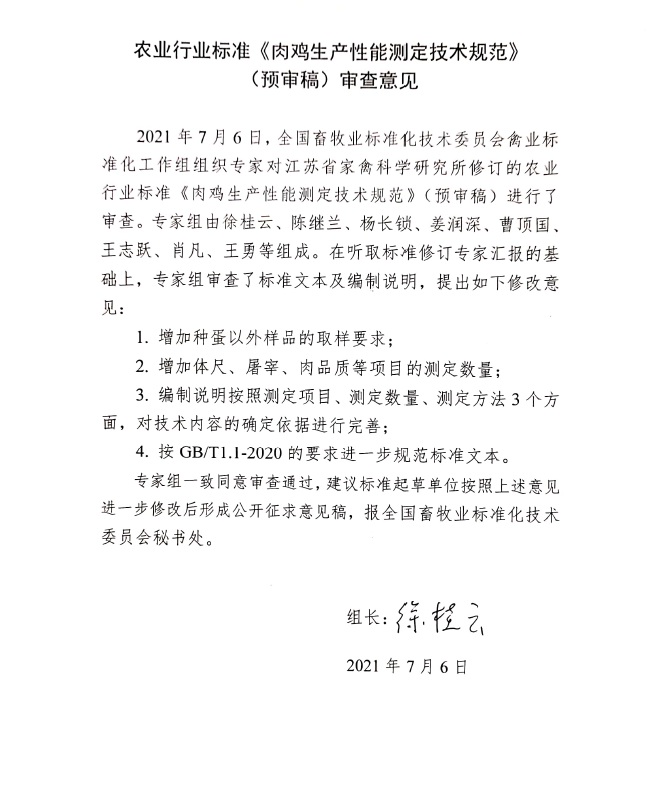 农业行业标准《肉鸡生产性能测定技术规范》
（预审稿）审查意见
2021 年 7 月 6 日，全国畜牧业标准化技术委员会禽业标
准化工作组组织专家对江苏省家禽科学研究所修订的农业
行业标准《肉鸡生产性能测定技术规范》（预审稿）进行了
审查。专家组由徐桂云、陈继兰、杨长锁、姜润深、曹顶国、
王志跃、肖凡、王勇等组成。在听取标准修订专家汇报的基
础上，专家组审查了标准文本及编制说明，提出如下修改意
见：
1. 增加种蛋以外样品的取样要求；
2. 增加体尺、屠宰、肉品质等项目的测定数量；
3. 编制说明按照测定项目、测定数量、测定方法 3 个方
面，对技术内容的确定依据进行完善；
4. 按 GB/T1.1-2020 的要求进一步规范标准文本。
专家组一致同意审查通过，建议标准起草单位按照上述意见
进一步修改后形成公开征求意见稿，报全国畜牧业标准化技术
委员会秘书处。
组长：徐桂云
2021 年 7 月 6 日